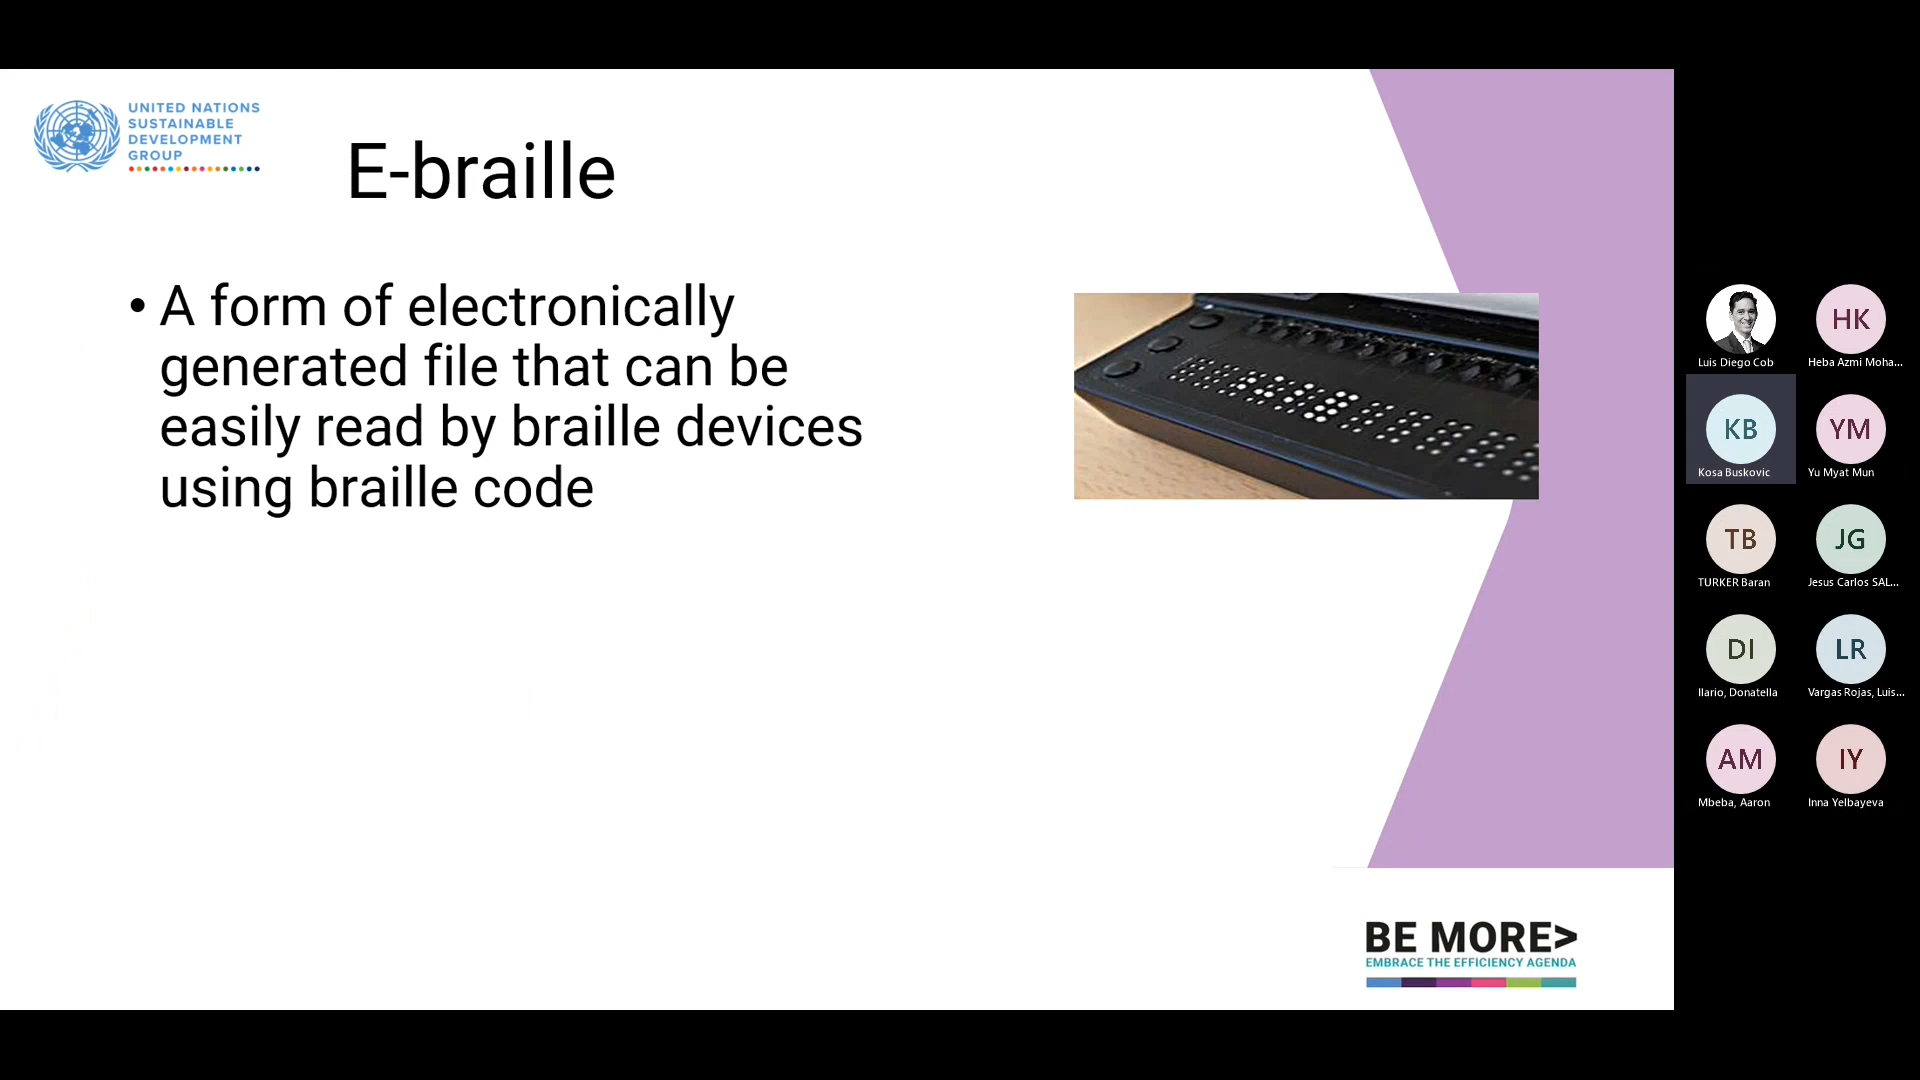 UNITED NATIONS
SUSTAINABLE
DEVELOPMENT
GROUP
E-braille
• A form of electronically
generated file that can be
easily read by braille devices
using braille code
BE MORE>
EMBRACE THE EFFICIENCY AGENDA
Luis Diego Cob
HK
Heba Azmi Moha...
KB
Kosa Buskovic
YM
Yu Myat Mun
TB
TURKER Baran
JG
Jesus Carlos SAL...
DI
Ilario, Donatella
LR
Vargas Rojas, Luis...
AM
Mbeba, Aaron
IY
Inna Yelbayeva